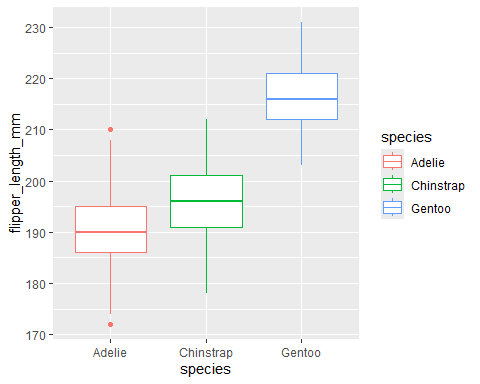 230
220
210
200
190
180
170
flipper_length_mm
Adelie
Chinstrap
Gentoo
species
species
Adelie
Chinstrap
Gentoo